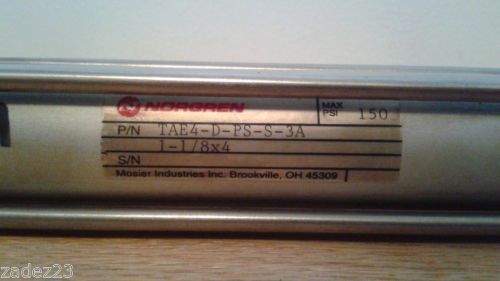 NORGREN MAX PSI 150
P/N TAE4-D-PS-S-3A
1-1/8x4
S/N
Mosier Industries Inc. Brookville, OH 45309
zadez23